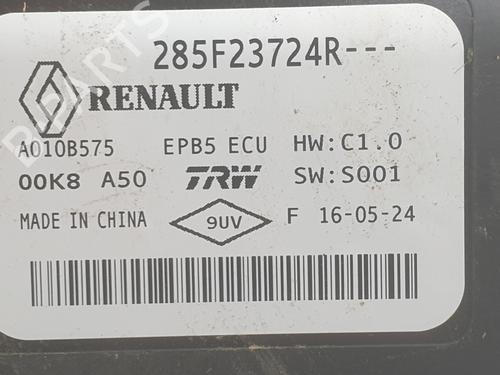 285F23724R---
RENAULT
A010B575 EPB5 ECU HW:C1.0
00K8 A50 TRW SW:S001
MADE IN CHINA 9UV F 16-05-24